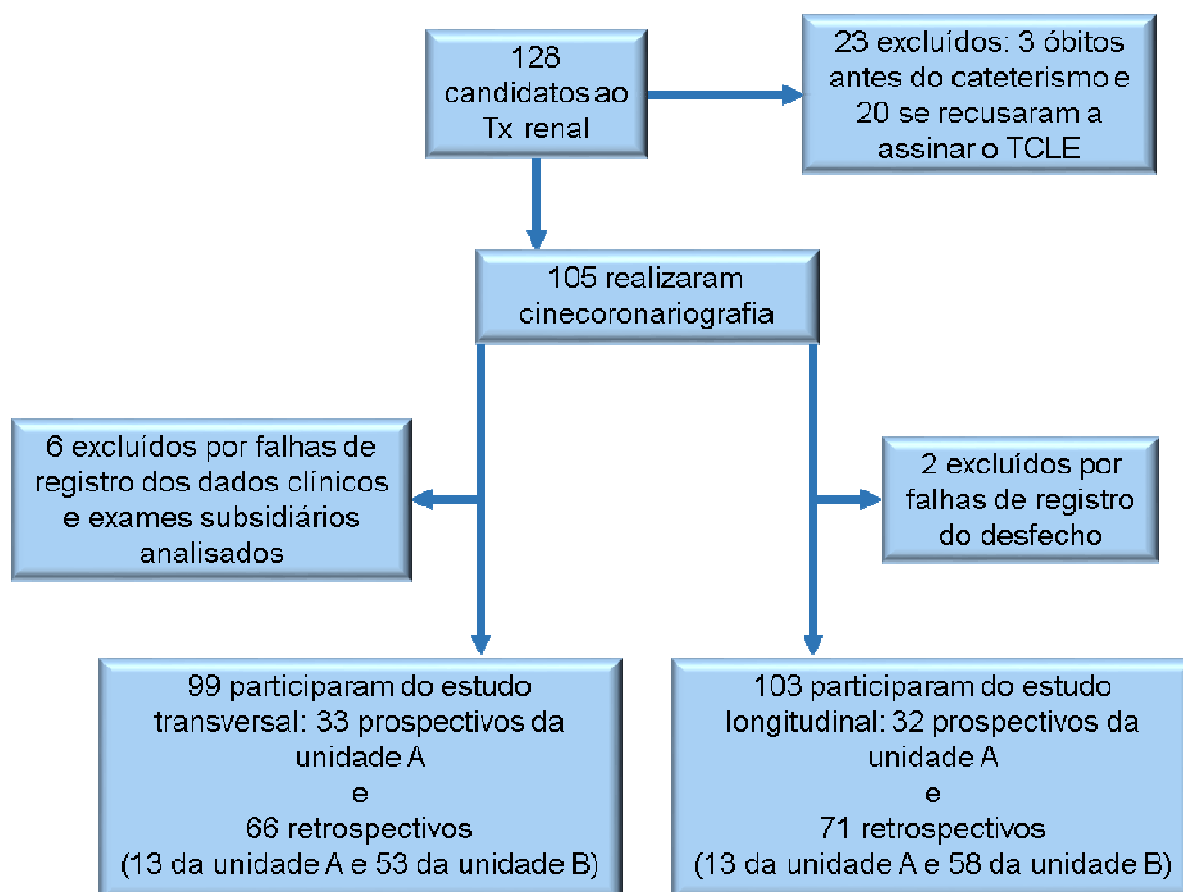 128
candidatos ao
Tx renal
23 excluídos: 3 óbitos
antes do cateterismo e
20 se recusaram a
assinar o TCLE
105 realizaram
cinecoronariografia
6 excluídos por falhas de
registro dos dados clínicos
e exames subsidiários
analisados
2 excluídos por
falhas de registro
do desfecho
99 participaram do estudo
transversal: 33 prospectivos da
unidade A
e
66 retrospectivos
(13 da unidade A e 53 da unidade B)
103 participaram do estudo
longitudinal: 32 prospectivos da
unidade A
e
71 retrospectivos
(13 da unidade A e 58 da unidade B)